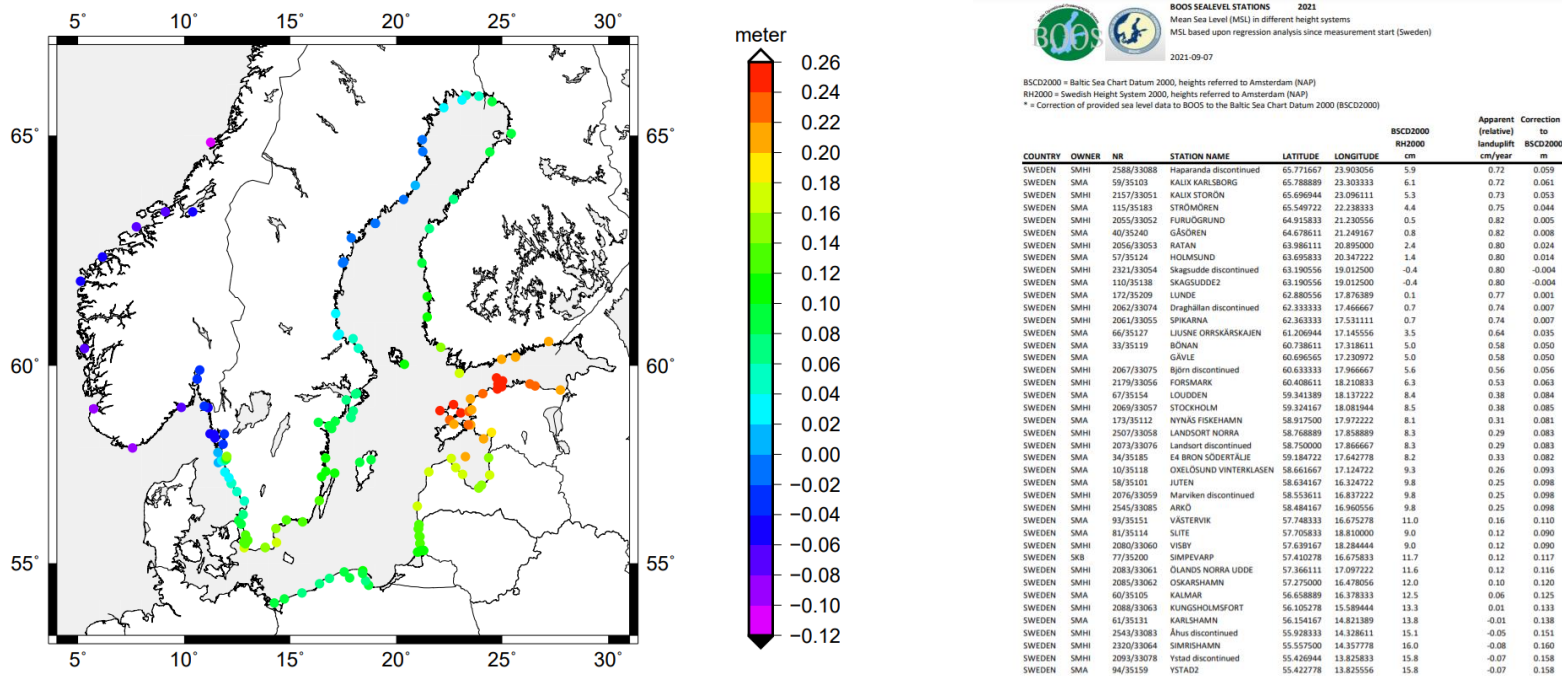 5˚ 10˚ 15˚ 20˚ 25˚ 30˚
65˚ 65˚
60˚ 60˚
55˚ 55˚
5˚ 10˚ 15˚ 20˚ 25˚ 30˚
meter
0.26
0.24
0.22
0.20
0.18
0.16
0.14
0.12
0.10
0.08
0.06
0.04
0.02
0.00
−0.02
−0.04
−0.06
−0.08
−0.10
−0.12
BOOS
BOOS SEALEVEL STATIONS 2021
Mean Sea Level (MSL) in different height systems
MSL based upon regression analysis since measurement start (Sweden)
2021-09-07
BSCD2000 = Baltic Sea Chart Datum 2000, heights referred to Amsterdam (NAP)
RH2000 = Swedish Height System 2000, heights referred to Amsterdam (NAP)
* = Correction of provided sea level data to BOOS to the Baltic Sea Chart Datum 2000 (BSCD2000)
Apparent Correction
BSCD2000 (relative) to
RH2000 landuplift BSCD2000
COUNTRY OWNER NR STATION NAME LATITUDE LONGITUDE cm cm/year m
SWEDEN SMHI 2588/33088 Haparanda discontinued 65.771667 23.903056 5.9 0.72 0.059
SWEDEN SMA 59/35103 KALIX KARLSBORG 65.788889 23.303333 6.1 0.72 0.061
SWEDEN SMHI 2157/33051 KALIX STORÖN 65.696944 23.096111 5.3 0.73 0.053
SWEDEN SMA 115/35183 STRÖMÖREN 65.549722 22.238333 4.4 0.75 0.044
SWEDEN SMHI 2055/33052 FURUÖGRUND 64.915833 21.230556 0.5 0.82 0.005
SWEDEN SMA 40/35240 GÅSÖREN 64.678611 21.249167 0.8 0.82 0.008
SWEDEN SMHI 2056/33053 RATAN 63.986111 20.895000 2.4 0.80 0.024
SWEDEN SMA 57/35124 HOLMSUND 63.695833 20.347222 1.4 0.80 0.014
SWEDEN SMHI 2321/33054 Skagsudde discontinued 63.190556 19.012500 -0.4 0.80 -0.004
SWEDEN SMA 110/35138 SKAGSUDDE2 63.190556 19.012500 -0.4 0.80 -0.004
SWEDEN SMA 172/35209 LUNDE 62.880556 17.876389 0.1 0.77 0.001
SWEDEN SMHI 2062/33074 Draghällan discontinued 62.333333 17.466667 0.7 0.74 0.007
SWEDEN SMHI 2061/33055 SPIKARNA 62.363333 17.531111 0.7 0.74 0.007
SWEDEN SMA 66/35127 LJUSNE ORRSKÄRSKAJEN 61.206944 17.145556 3.5 0.64 0.035
SWEDEN SMA 33/35119 BÖNAN 60.738611 17.318611 5.0 0.58 0.050
SWEDEN SMA GÄVLE 60.696565 17.230972 5.0 0.58 0.050
SWEDEN SMHI 2067/33075 Björn discontinued 60.633333 17.966667 5.6 0.56 0.056
SWEDEN SMHI 2179/33056 FORSMARK 60.408611 18.210833 6.3 0.53 0.063
SWEDEN SMA 67/35154 LOUDDEN 59.341389 18.137222 8.4 0.38 0.084
SWEDEN SMHI 2069/33057 STOCKHOLM 59.324167 18.081944 8.5 0.38 0.085
SWEDEN SMA 173/35112 NYNÄS FISKEHAMN 58.917500 17.972222 8.1 0.31 0.081
SWEDEN SMHI 2507/33058 LANDSORT NORRA 58.768889 17.858889 8.3 0.29 0.083
SWEDEN SMHI 2073/33076 Landsort discontinued 58.750000 17.866667 8.3 0.29 0.083
SWEDEN SMA 34/35185 E4 BRON SÖDERTÄLJE 59.184722 17.642778 8.2 0.33 0.082
SWEDEN SMA 10/35118 OXELÖSUND VINTERKLASEN 58.661667 17.124722 9.3 0.26 0.093
SWEDEN SMA 58/35101 JUTEN 58.634167 16.324722 9.8 0.25 0.098
SWEDEN SMHI 2076/33059 Marviken discontinued 58.553611 16.837222 9.8 0.25 0.098
SWEDEN SMHI 2545/33085 ARKÖ 58.484167 16.960556 9.8 0.25 0.098
SWEDEN SMA 93/35151 VÄSTERVIK 57.748333 16.675278 11.0 0.16 0.110
SWEDEN SMA 81/35114 SLITE 57.705833 18.810000 9.0 0.12 0.090
SWEDEN SMHI 2080/33060 VISBY 57.639167 18.284444 9.0 0.12 0.090
SWEDEN SKB 77/35200 SIMPEVARP 57.410278 16.675833 11.7 0.12 0.117
SWEDEN SMHI 2083/33061 ÖLANDS NORRA UDDE 57.366111 17.097222 11.6 0.12 0.116
SWEDEN SMHI 2085/33062 OSKARSHAMN 57.275000 16.478056 12.0 0.10 0.120
SWEDEN SMA 60/35105 KALMAR 56.658889 16.378333 12.5 0.06 0.125
SWEDEN SMHI 2088/33063 KUNGSHOLMSFORT 56.105278 15.589444 13.3 0.01 0.133
SWEDEN SMA 61/35131 KARLSHAMN 56.154167 14.821389 13.8 -0.01 0.138
SWEDEN SMHI 2543/33083 Åhus discontinued 55.928333 14.328611 15.1 -0.05 0.151
SWEDEN SMHI 2320/33064 SIMRISHAMN 55.557500 14.357778 16.0 -0.08 0.160
SWEDEN SMHI 2093/33078 Ystad discontinued 55.426944 13.825833 15.8 -0.07 0.158
SWEDEN SMA 94/35159 YSTAD2 55.422778 13.825556 15.8 -0.07 0.158